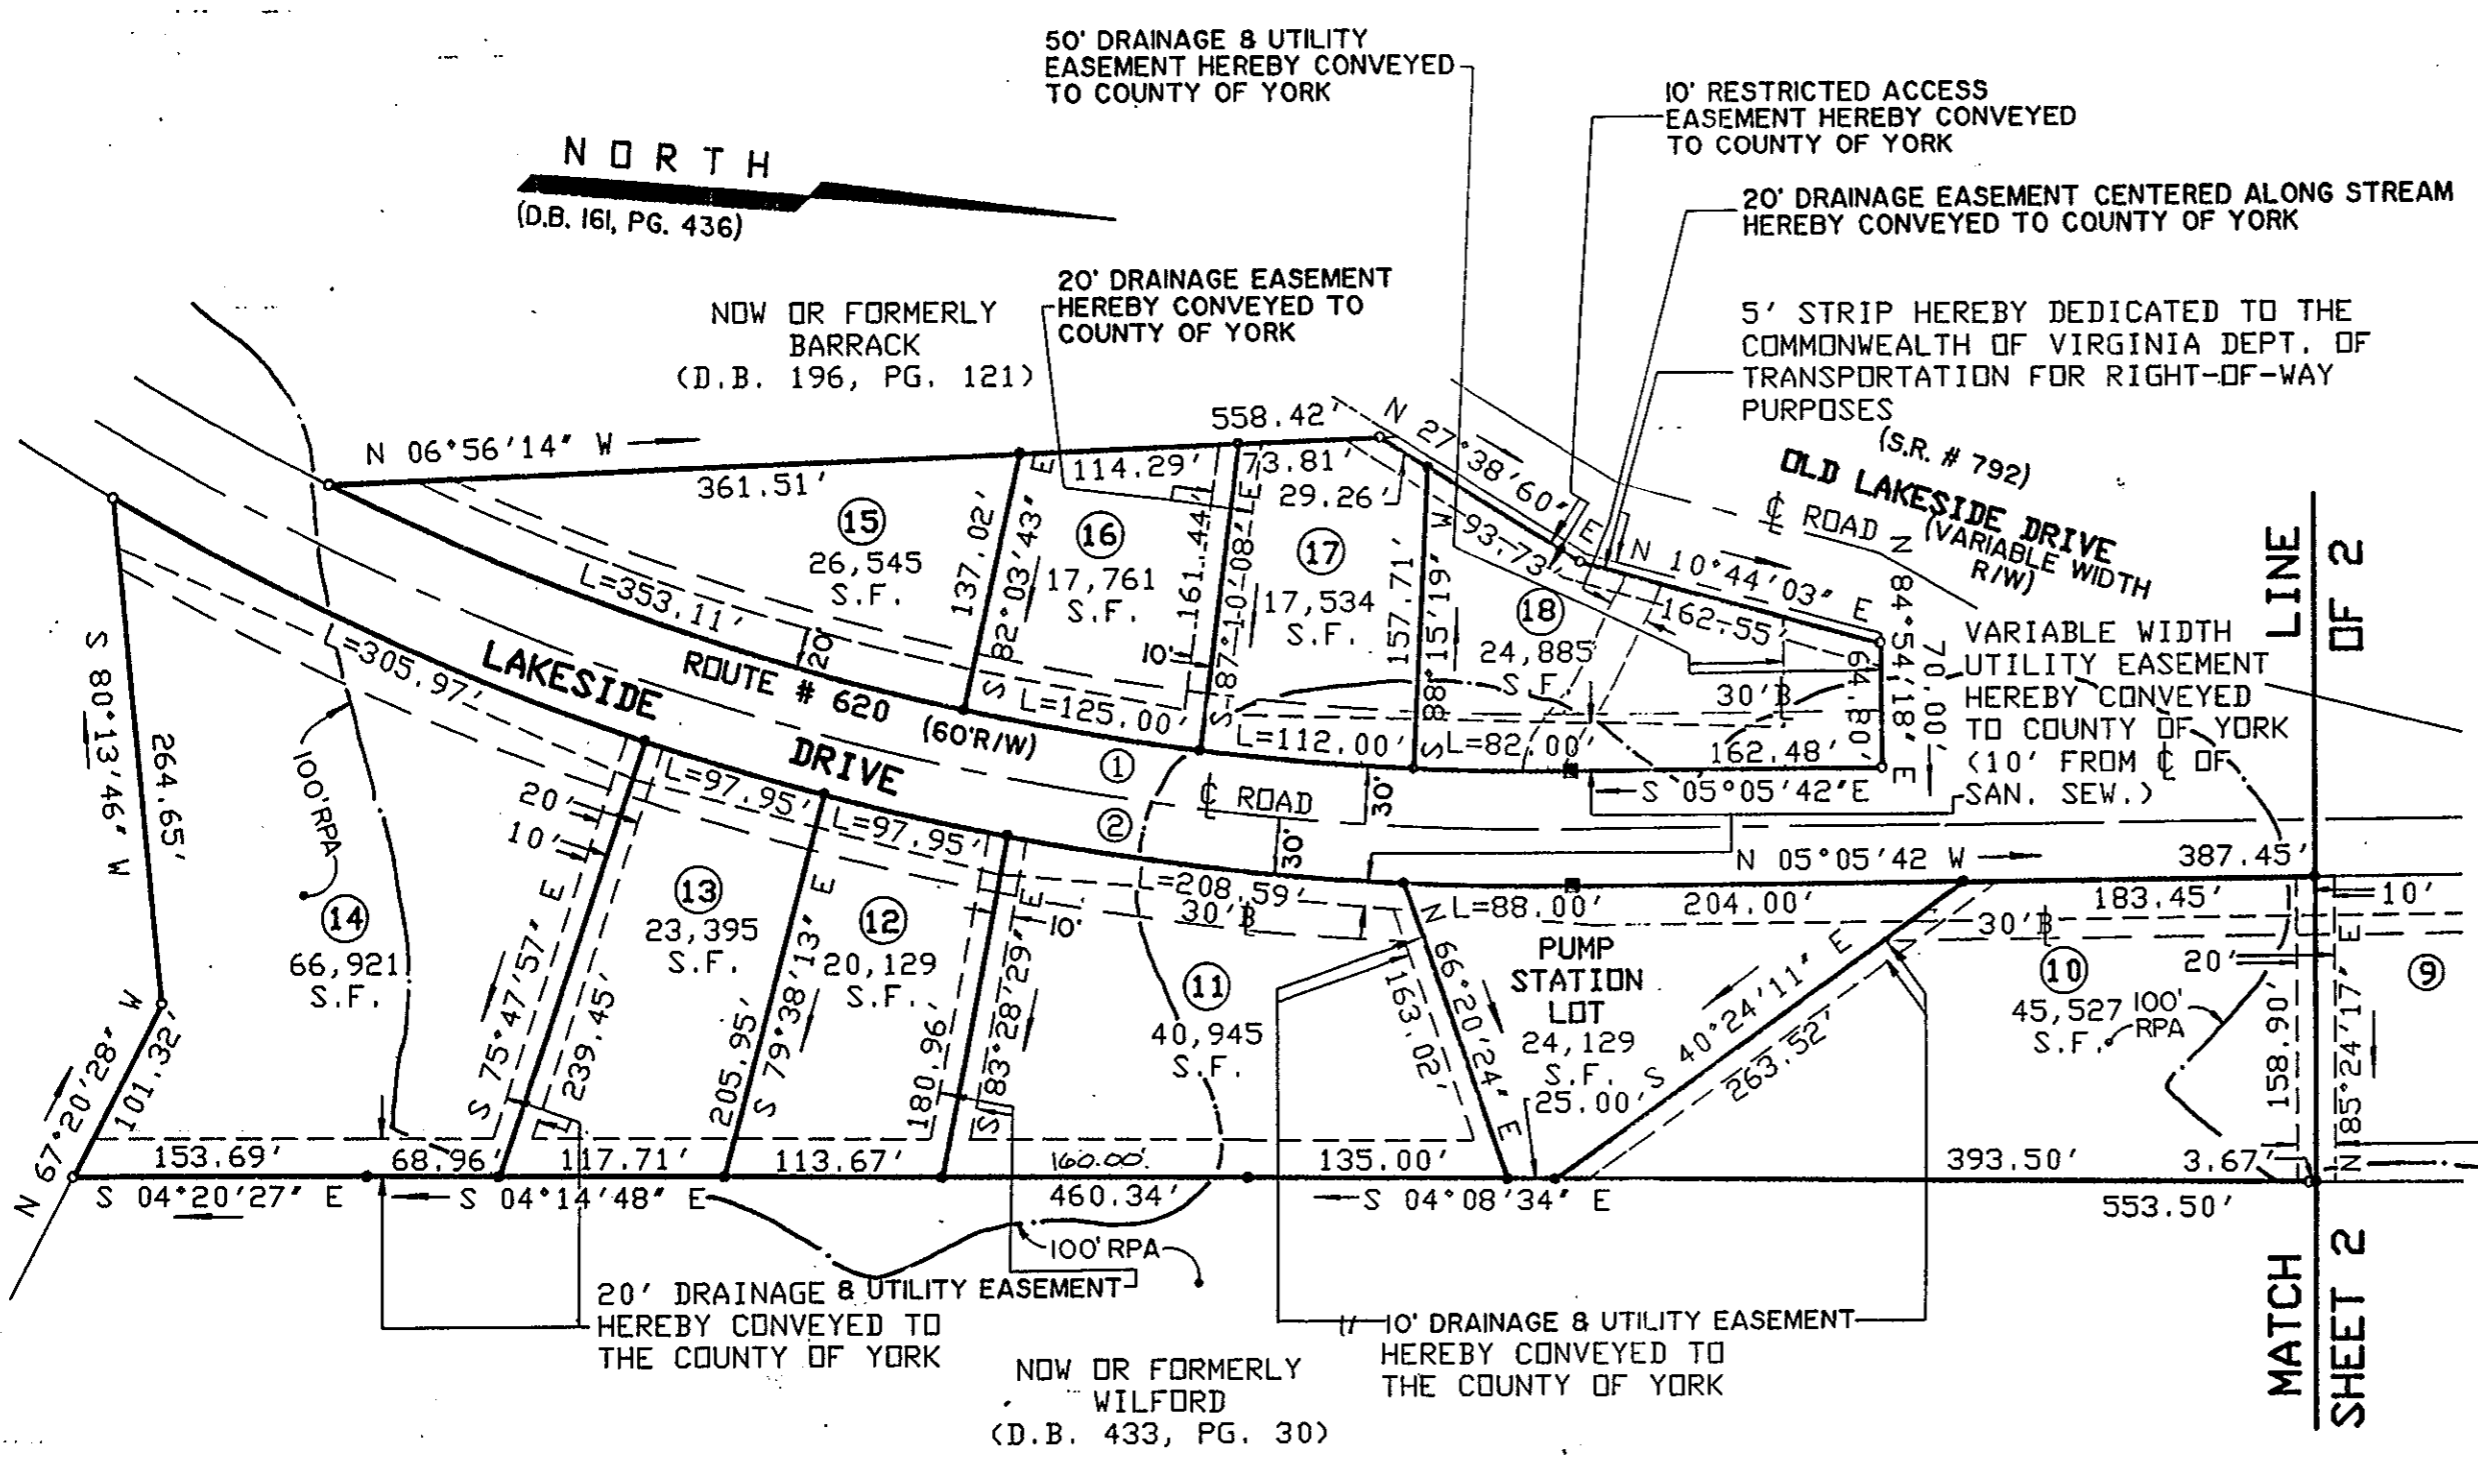 50' DRAINAGE & UTILITY
EASEMENT HEREBY CONVEYED
TO COUNTY OF YORK
10' RESTRICTED ACCESS
EASEMENT HEREBY CONVEYED
TO COUNTY OF YORK
NORTH
(D.B. 161, PG. 436)
20' DRAINAGE EASEMENT CENTERED ALONG STREAM
HEREBY CONVEYED TO COUNTY OF YORK
20' DRAINAGE EASEMENT
HEREBY CONVEYED TO
COUNTY OF YORK
NOW OR FORMERLY
BARRACK
(D.B. 196, PG. 121)
5' STRIP HEREBY DEDICATED TO THE
COMMONWEALTH OF VIRGINIA DEPT. OF
TRANSPORTATION FOR RIGHT-OF-WAY
PURPOSES
(S.R. # 792)
OLD LAKESIDE DRIVE
(VARIABLE WIDTH
R/W)
℄ ROAD
N 06°56'14" W
558.42'
361.51'
114.29'
73.81'
29.26'
N 27°38'60" E
93.73'
N 10°44'03" E
162.55'
N 84°54'18" E
70.00'
64.80'
15
26,545
S.F.
137.02'
S 82°03'43" E
16
17,761
S.F.
161.44'
S 87°10'08" E
17
17,534
S.F.
157.71'
S 88°15'19" W
18
24,885
S.F.
30'B
VARIABLE WIDTH
UTILITY EASEMENT
HEREBY CONVEYED
TO COUNTY OF YORK
(10' FROM ℄ OF
SAN. SEW.)
L=353.11'
20'
10'
L=125.00'
L=112.00'
L=82.00'
162.48'
S 05°05'42"E
L=305.97'
LAKESIDE
DRIVE
ROUTE # 620
(60'R/W)
1
2
℄ ROAD
30'
30'
N 05°05'42 W
387.45'
S 80°13'46" W
264.65'
100'RPA
L=97.95'
L=97.95'
L=208.59'
30'B
L=88.00'
204.00'
183.45'
10'
30'B
20'
20'
10'
10'
14
66,921
S.F.
13
23,395
S.F.
12
20,129
S.F.
11
40,945
S.F.
PUMP
STATION
LOT
24,129
S.F.
10
45,527
S.F.
100'
RPA
9
S 75°47'57" E
239.45'
S 79°38'13" E
205.95'
S 83°28'29" E
180.96'
N 66°20'24" E
163.02'
S 40°24'11" E
263.52'
N 85°24'17" E
158.90'
N 67°20'28" W
101.32'
25.00'
153.69'
68.96'
117.71'
113.67'
160.00'
135.00'
393.50'
3.67'
S 04°20'27" E
S 04°14'48" E
460.34'
S 04°08'34" E
553.50'
100' RPA
20' DRAINAGE & UTILITY EASEMENT
HEREBY CONVEYED TO
THE COUNTY OF YORK
10' DRAINAGE & UTILITY EASEMENT
HEREBY CONVEYED TO
THE COUNTY OF YORK
NOW OR FORMERLY
WILFORD
(D.B. 433, PG. 30)
MATCH LINE
SHEET 2 OF 2